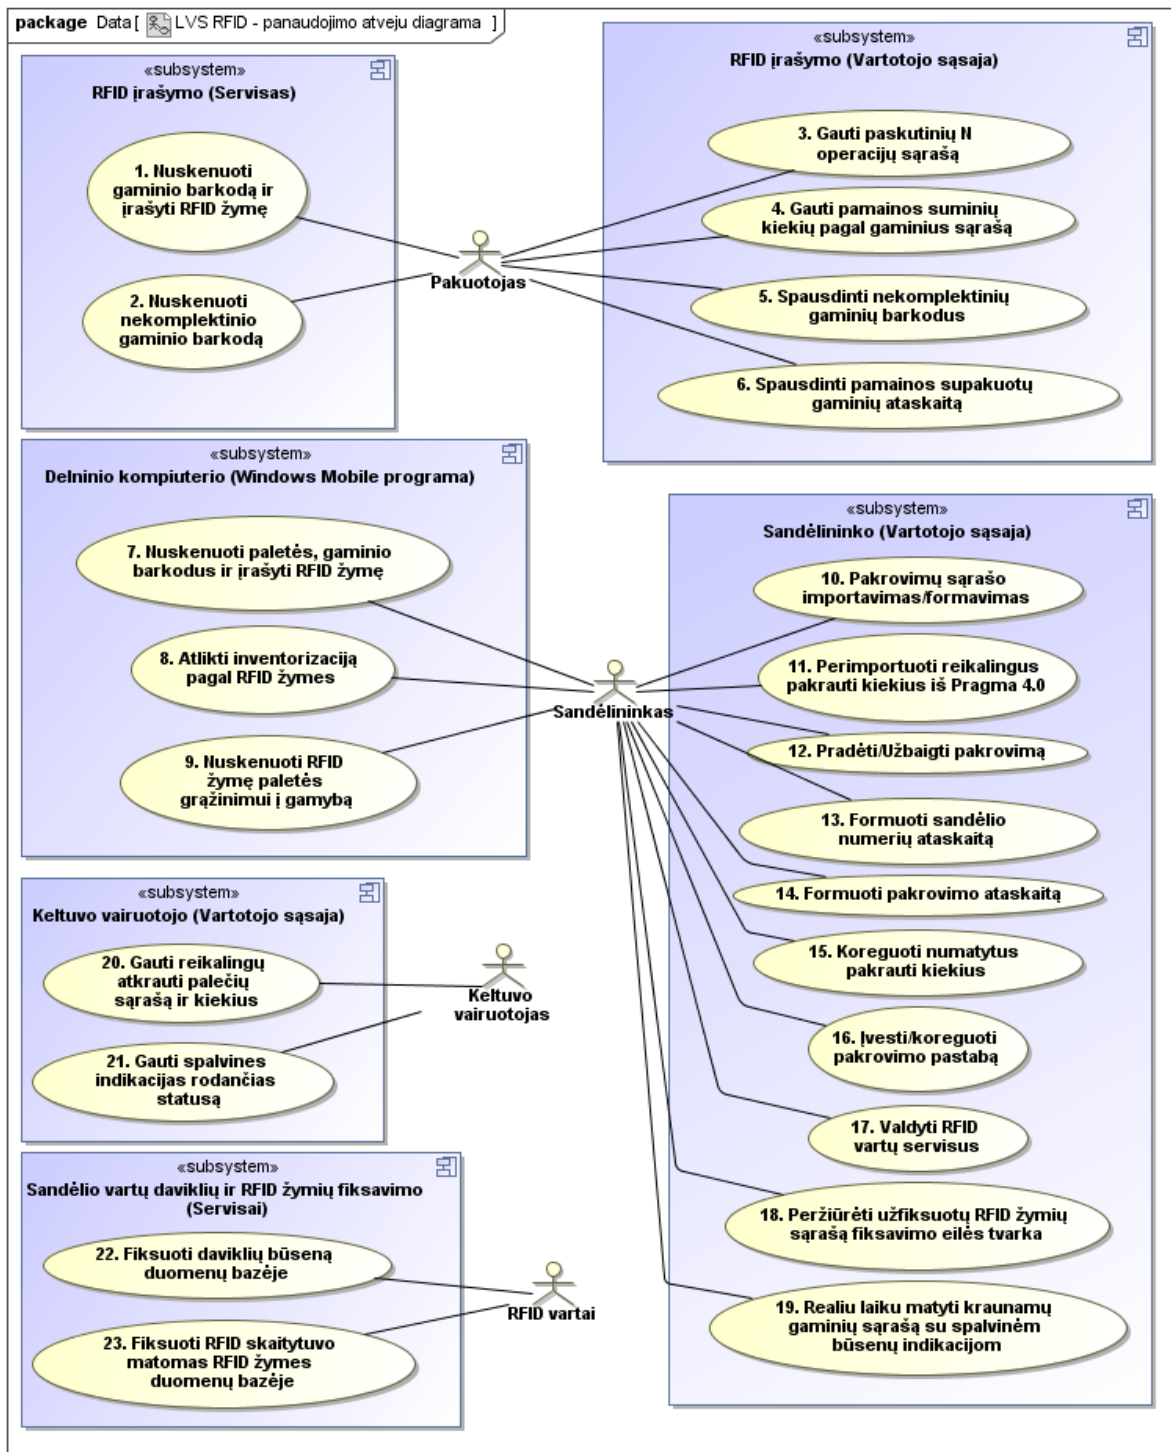 package Data[ LVS RFID - panaudojimo atveju diagrama ]
«subsystem»
RFID įrašymo (Servisas)
1. Nuskenuoti
gaminio barkodą ir
įrašyti RFID žymę
2. Nuskenuoti
nekomplektinio
gaminio barkodą
Pakuotojas
«subsystem»
RFID įrašymo (Vartotojo sąsaja)
3. Gauti paskutinių N
operacijų sąrašą
4. Gauti pamainos suminių
kiekių pagal gaminius sąrašą
5. Spausdinti nekomplektinių
gaminių barkodus
6. Spausdinti pamainos supakuotų
gaminių ataskaitą
«subsystem»
Delninio kompiuterio (Windows Mobile programa)
7. Nuskenuoti paletės, gaminio
barkodus ir įrašyti RFID žymę
8. Atlikti inventorizaciją
pagal RFID žymes
9. Nuskenuoti RFID
žymę paletės
grąžinimui į gamybą
Sandėlininkas
«subsystem»
Sandėlininko (Vartotojo sąsaja)
10. Pakrovimų sąrašo
importavimas/formavimas
11. Perimportuoti reikalingus
pakrauti kiekius iš Pragma 4.0
12. Pradėti/Užbaigti pakrovimą
13. Formuoti sandėlio
numerių ataskaitą
14. Formuoti pakrovimo ataskaitą
15. Koreguoti numatytus
pakrauti kiekius
16. Įvesti/koreguoti
pakrovimo pastabą
17. Valdyti RFID
vartų servisus
18. Peržiūrėti užfiksuotų RFID žymių
sąrašą fiksavimo eilės tvarka
19. Realiu laiku matyti kraunamų
gaminių sąrašą su spalvinėm
būsenų indikacijom
«subsystem»
Keltuvo vairuotojo (Vartotojo sąsaja)
20. Gauti reikalingų
atkrauti palečių
sąrašą ir kiekius
21. Gauti spalvines
indikacijas rodančias
statusą
Keltuvo
vairuotojas
«subsystem»
Sandėlio vartų daviklių ir RFID žymių fiksavimo
(Servisai)
22. Fiksuoti daviklių būseną
duomenų bazėje
23. Fiksuoti RFID skaitytuvo
matomas RFID žymes
duomenų bazėje
RFID vartai